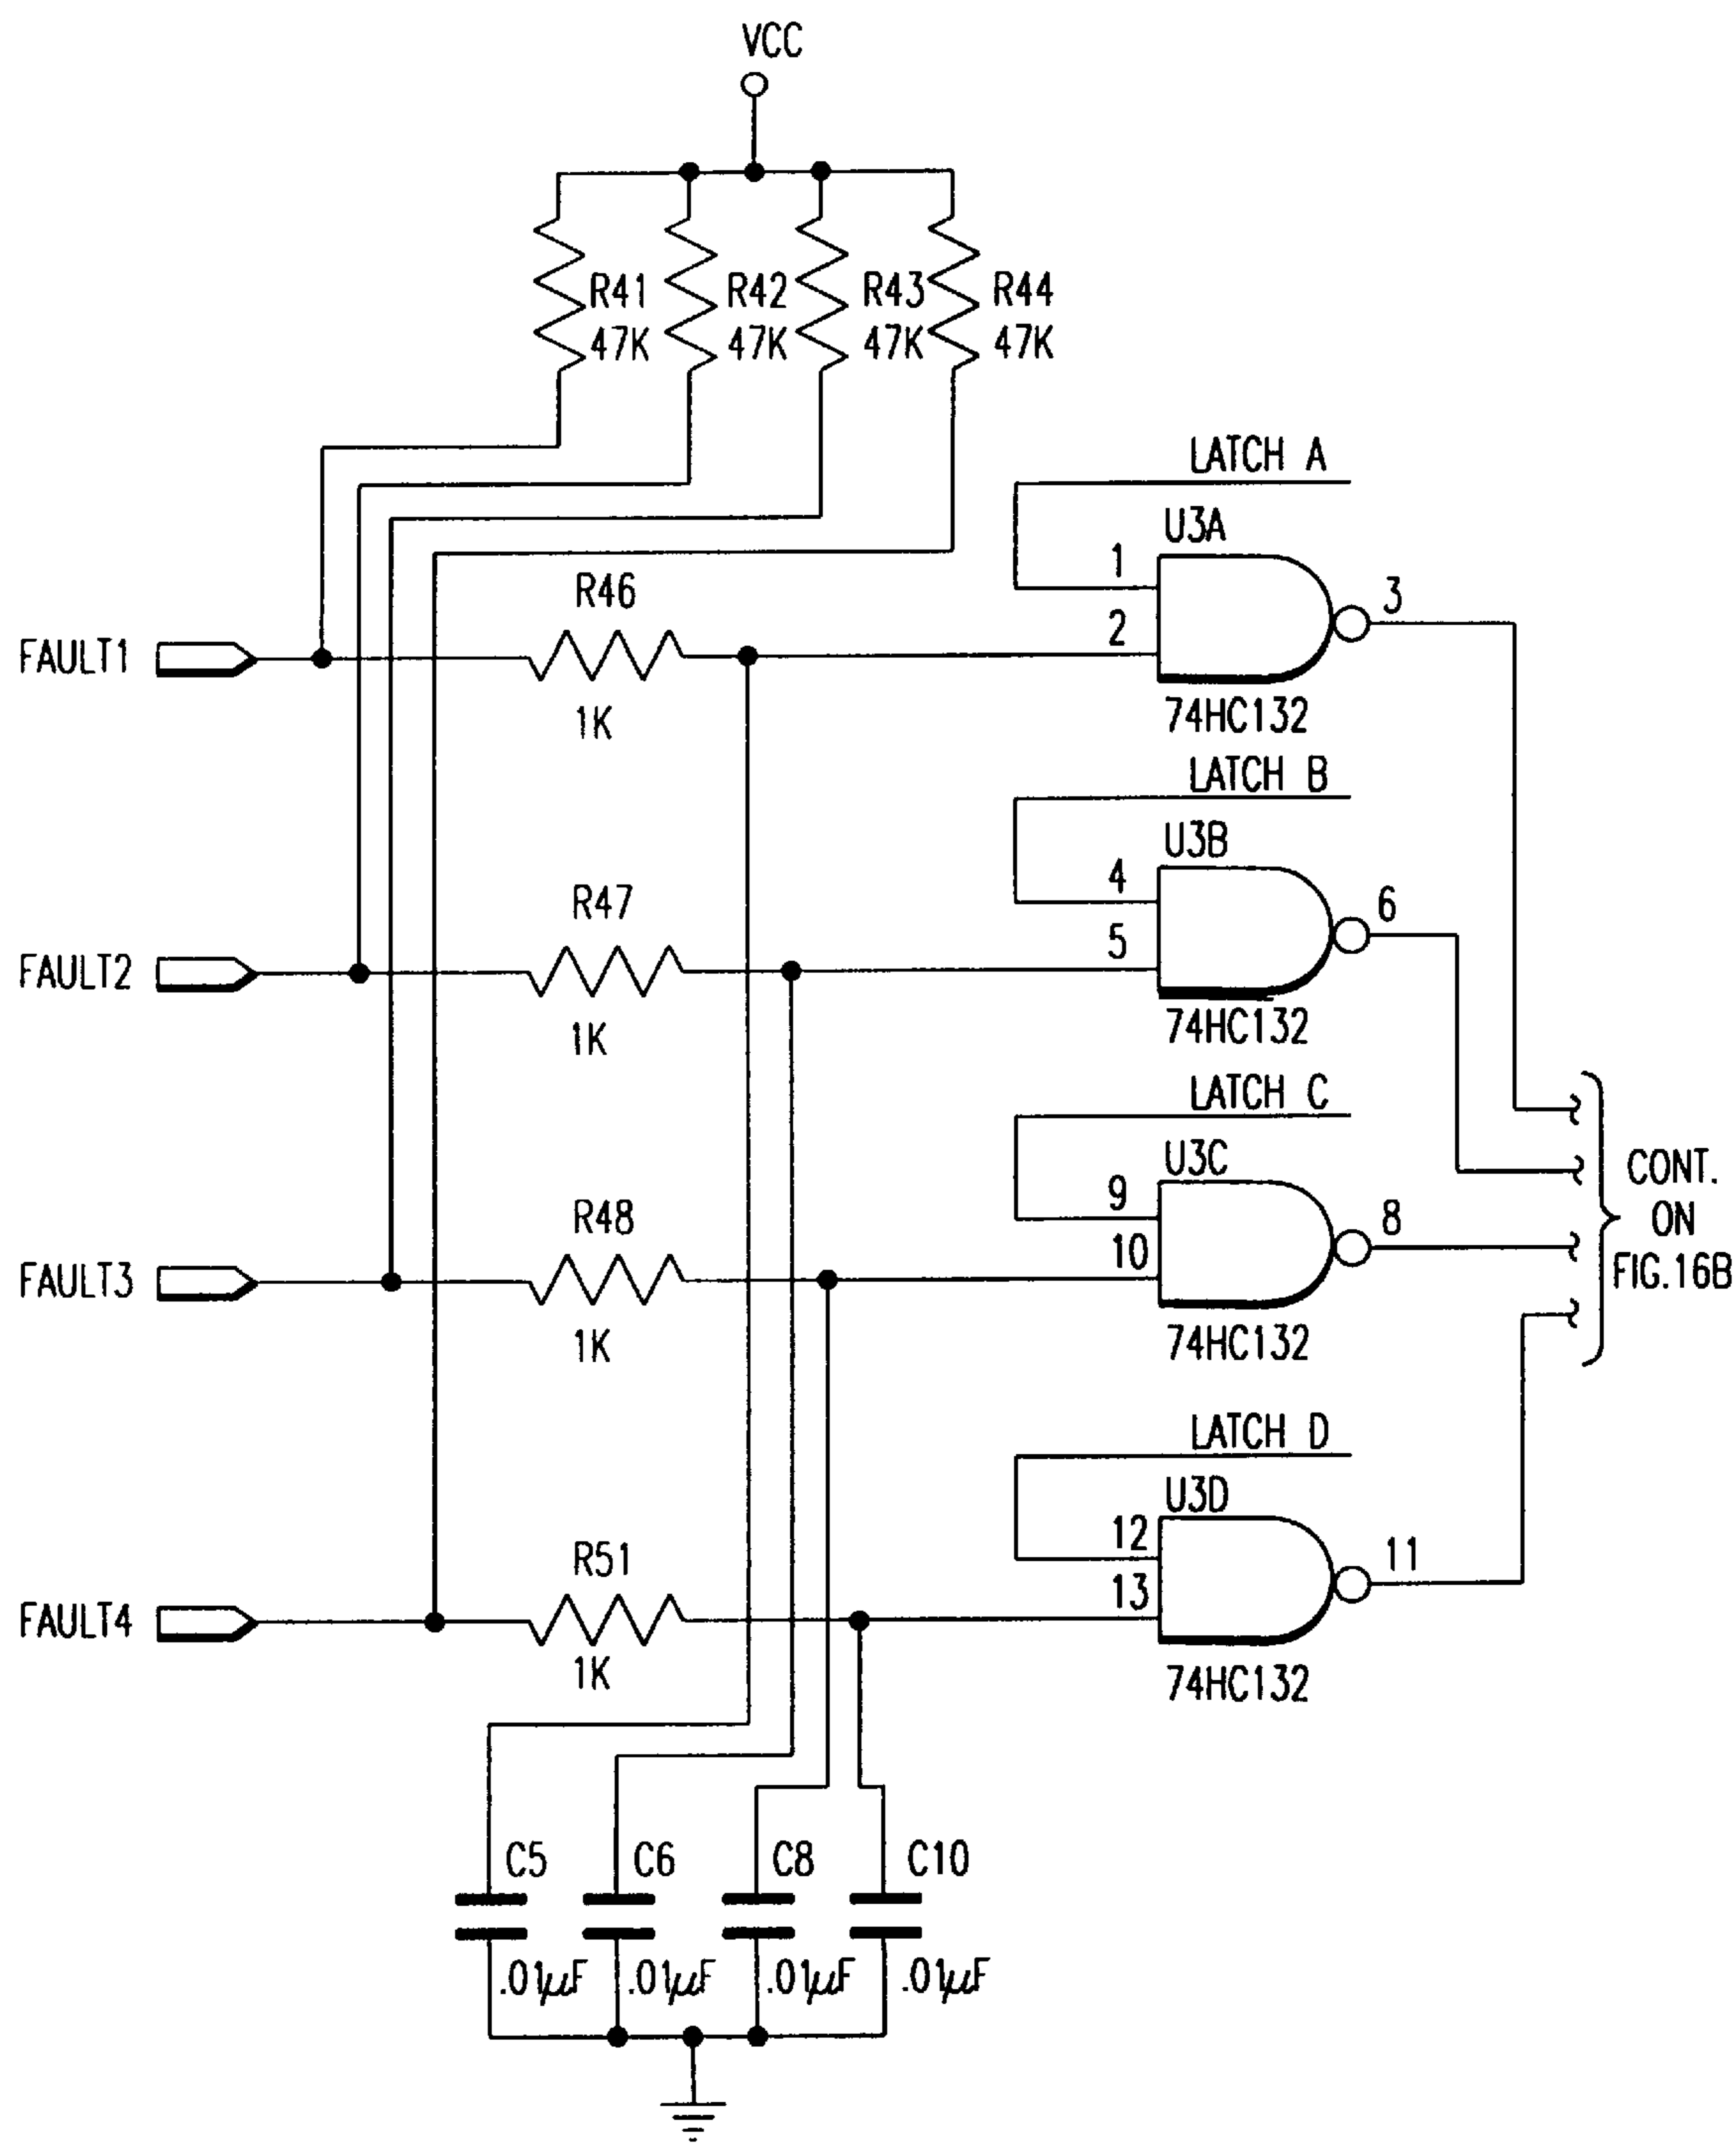 VCC
R41
47K
R42
47K
R43
47K
R44
47K
LATCH A
U3A
1
2
3
74HC132
FAULT1
R46
1K
LATCH B
U3B
4
5
6
74HC132
FAULT2
R47
1K
LATCH C
U3C
9
10
8
74HC132
FAULT3
R48
1K
CONT.
ON
FIG.16B
LATCH D
U3D
12
13
11
74HC132
FAULT4
R51
1K
C5
.01µF
C6
.01µF
C8
.01µF
C10
.01µF